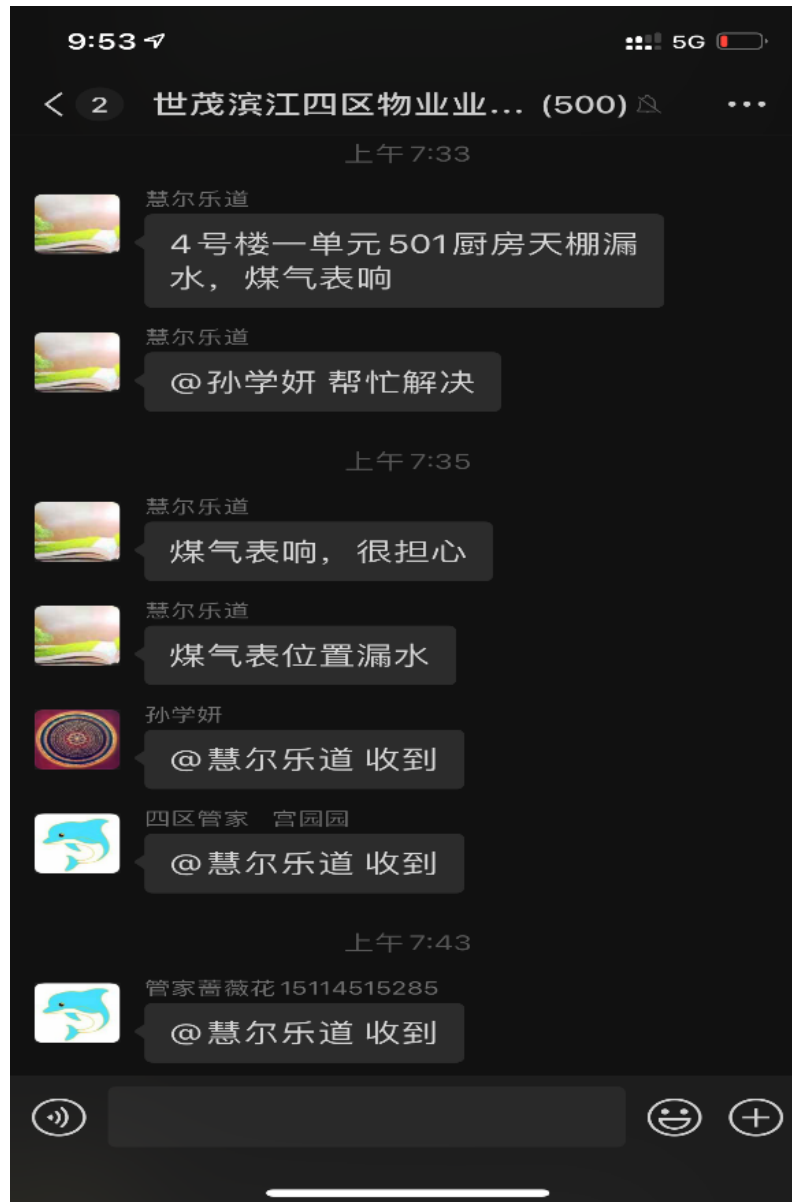 9:53
5G
2
世茂滨江四区物业业... (500)
上午 7:33
慧尔乐道
4号楼一单元501厨房天棚漏
水，煤气表响
慧尔乐道
@孙学妍 帮忙解决
上午 7:35
慧尔乐道
煤气表响，很担心
慧尔乐道
煤气表位置漏水
孙学妍
@慧尔乐道 收到
四区管家 宫园园
@慧尔乐道 收到
上午 7:43
管家蔷薇花15114515285
@慧尔乐道 收到